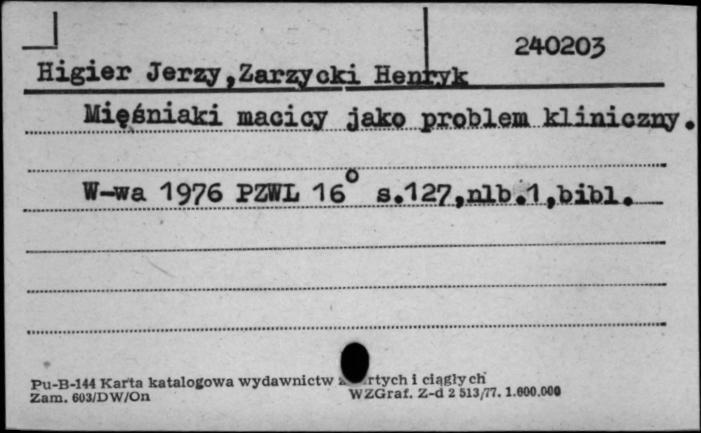 240203
Higier Jerzy,Zarzycki Henryk
Mięśniaki macicy jako problem kliniczny.
W-wa 1976 PZWL 16° s.127,nlb.1,bibl.
Pu-B-144 Karta katalogowa wydawnictw i ciągłych
Zam. 603/DW/On WZGraf. Z-d 2 513/77. 1.600.000